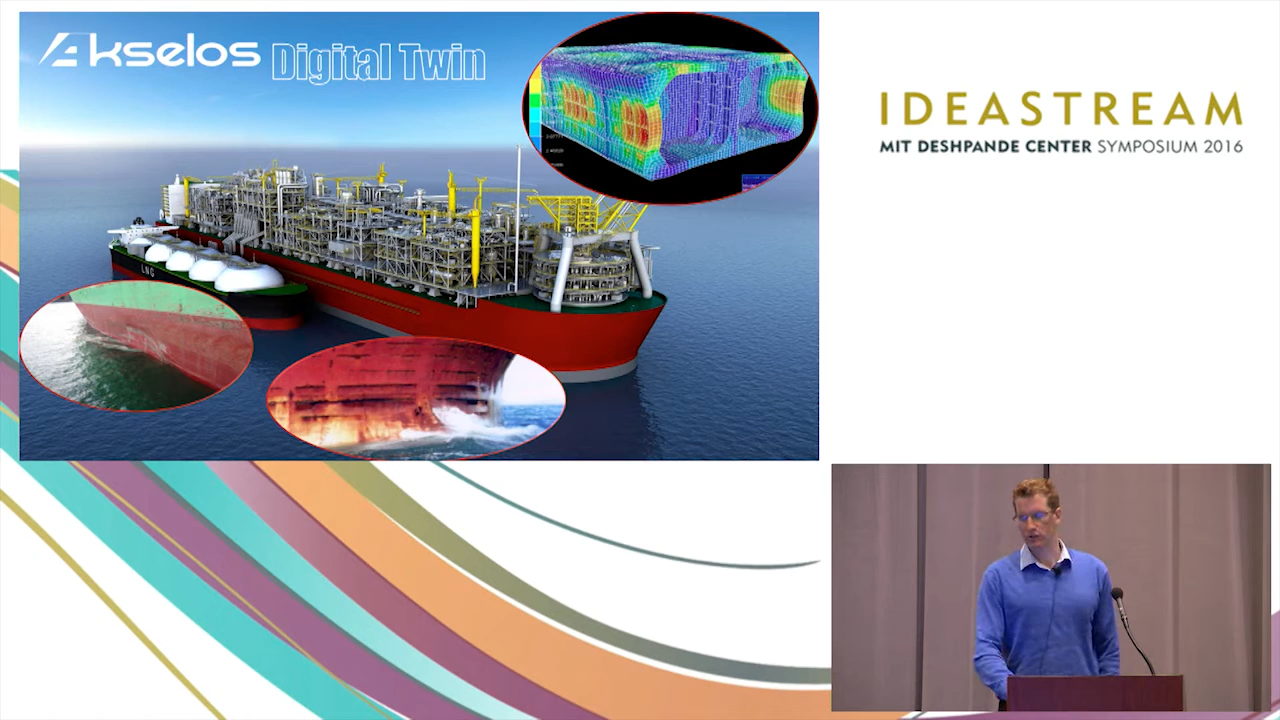 Akselos Digital Twin
LNG
IDEASTREAM
MIT DESHPANDE CENTER SYMPOSIUM 2016